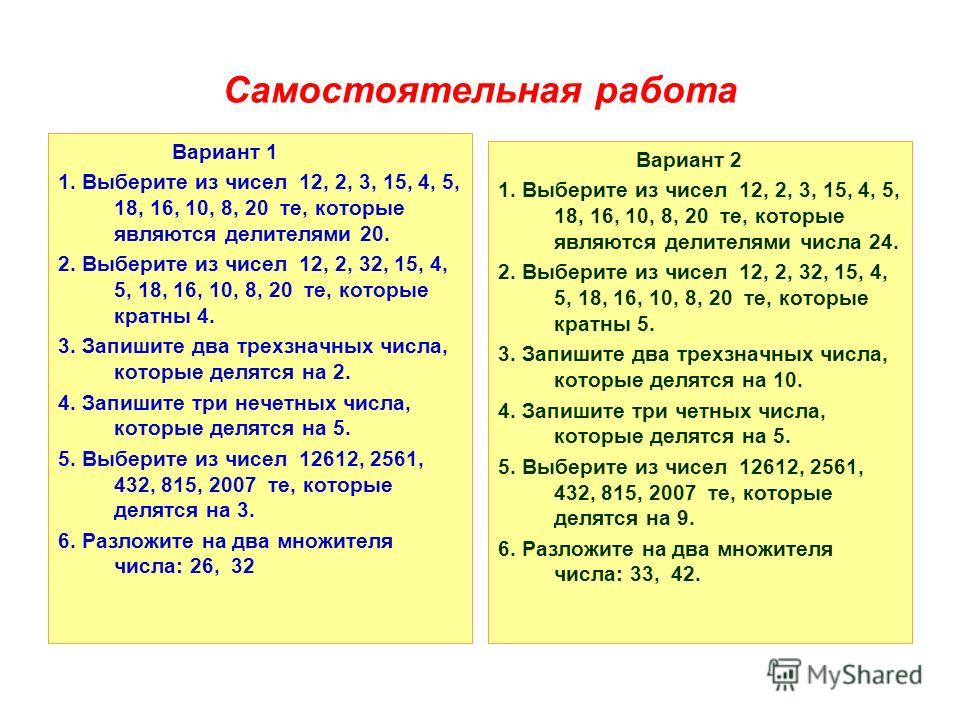 Самостоятельная работа
Вариант 1
1. Выберите из чисел 12, 2, 3, 15, 4, 5,
18, 16, 10, 8, 20 те, которые
являются делителями 20.
2. Выберите из чисел 12, 2, 32, 15, 4,
5, 18, 16, 10, 8, 20 те, которые
кратны 4.
3. Запишите два трехзначных числа,
которые делятся на 2.
4. Запишите три нечетных числа,
которые делятся на 5.
5. Выберите из чисел 12612, 2561,
432, 815, 2007 те, которые
делятся на 3.
6. Разложите на два множителя
числа: 26, 32
Вариант 2
1. Выберите из чисел 12, 2, 3, 15, 4, 5,
18, 16, 10, 8, 20 те, которые
являются делителями числа 24.
2. Выберите из чисел 12, 2, 32, 15, 4,
5, 18, 16, 10, 8, 20 те, которые
кратны 5.
3. Запишите два трехзначных числа,
которые делятся на 10.
4. Запишите три четных числа,
которые делятся на 5.
5. Выберите из чисел 12612, 2561,
432, 815, 2007 те, которые
делятся на 9.
6. Разложите на два множителя
числа: 33, 42.
MyShared